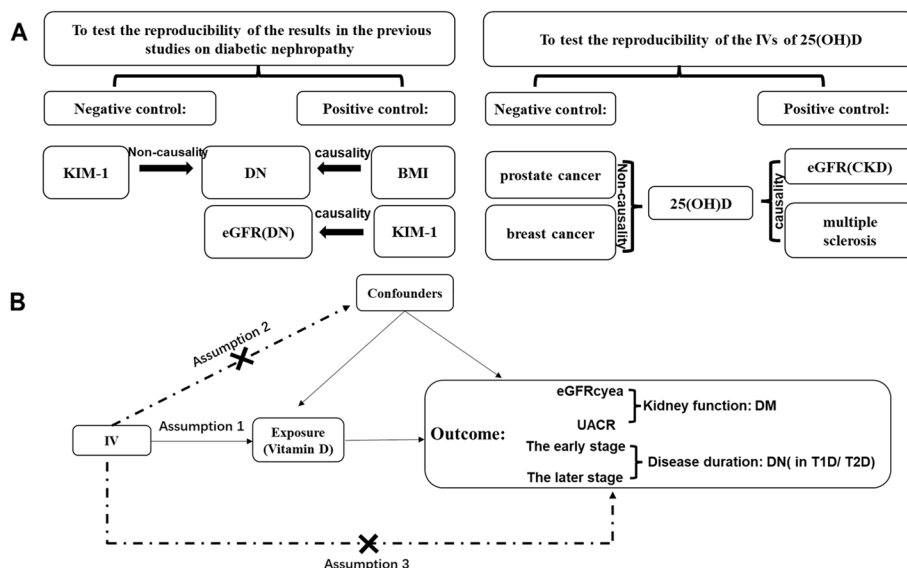 A
To test the reproducibility of the results in the previous
studies on diabetic nephropathy
Negative control:
Positive control:
KIM-1
Non-causality
DN
causality
BMI
eGFR(DN)
causality
KIM-1
To test the reproducibility of the IVs of 25(OH)D
Negative control:
Positive control:
prostate cancer
breast cancer
Non-causality
25(OH)D
causality
eGFR(CKD)
multiple
sclerosis
B
Confounders
Assumption 2
IV
Assumption 1
Exposure
(Vitamin D)
Outcome:
eGFRcyea
UACR
Kidney function: DM
The early stage
The later stage
Disease duration: DN( in T1D/ T2D)
Assumption 3